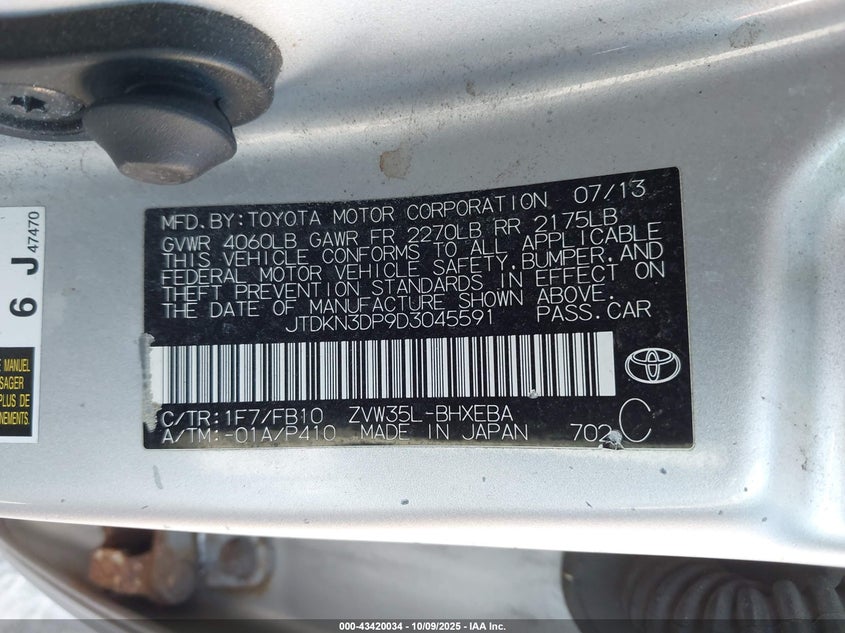 MFD. BY: TOYOTA MOTOR CORPORATION 07/13
GVWR 4060LB GAWR FR 2270LB RR 2175LB
THIS VEHICLE CONFORMS TO ALL APPLICABLE
FEDERAL MOTOR VEHICLE SAFETY, BUMPER, AND
THEFT PREVENTION STANDARDS IN EFFECT ON
THE DATE OF MANUFACTURE SHOWN ABOVE.
JTDKN3DP9D3045591 PASS. CAR
C/TR: 1F7/FB10 ZVW35L-BHXEBA
A/TM: -01A/P410 MADE IN JAPAN 702 C
6 J 47470
MANUEL
PLUS DE
000-43420034 - 10/09/2025 - IAA Inc.